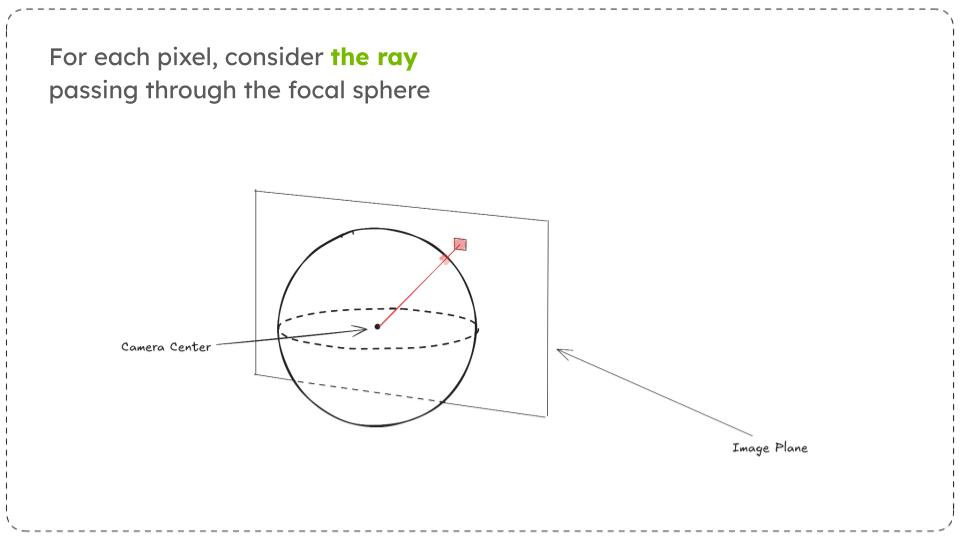 For each pixel, consider the ray
passing through the focal sphere
Camera Center
Image Plane